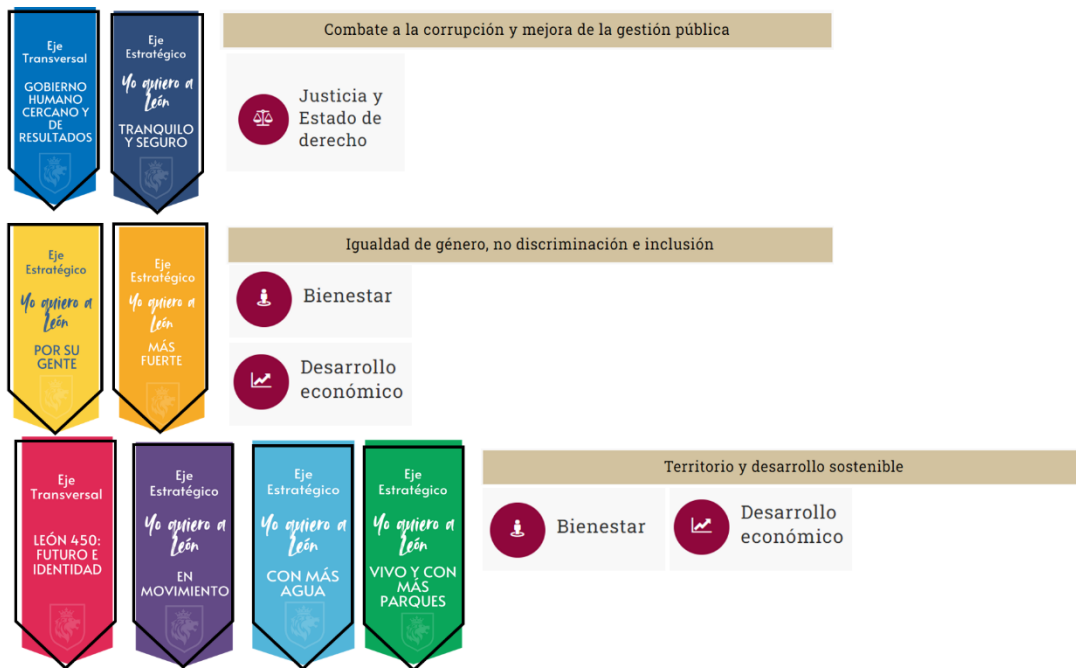 Eje
Transversal
GOBIERNO
HUMANO
CERCANO Y
DE
RESULTADOS
Eje
Estratégico
Yo quiero a
León
TRANQUILO
Y SEGURO
Combate a la corrupción y mejora de la gestión pública
Justicia y
Estado de
derecho
Eje
Estratégico
Yo quiero a
León
POR SU
GENTE
Eje
Estratégico
Yo quiero a
León
MÁS
FUERTE
Igualdad de género, no discriminación e inclusión
Bienestar
Desarrollo
económico
Eje
Transversal
LEÓN 450:
FUTURO E
IDENTIDAD
Eje
Estratégico
Yo quiero a
León
EN
MOVIMIENTO
Eje
Estratégico
Yo quiero a
León
CON MÁS
AGUA
Eje
Estratégico
Yo quiero a
León
VIVO Y CON
MÁS
PARQUES
Territorio y desarrollo sostenible
Bienestar
Desarrollo
económico